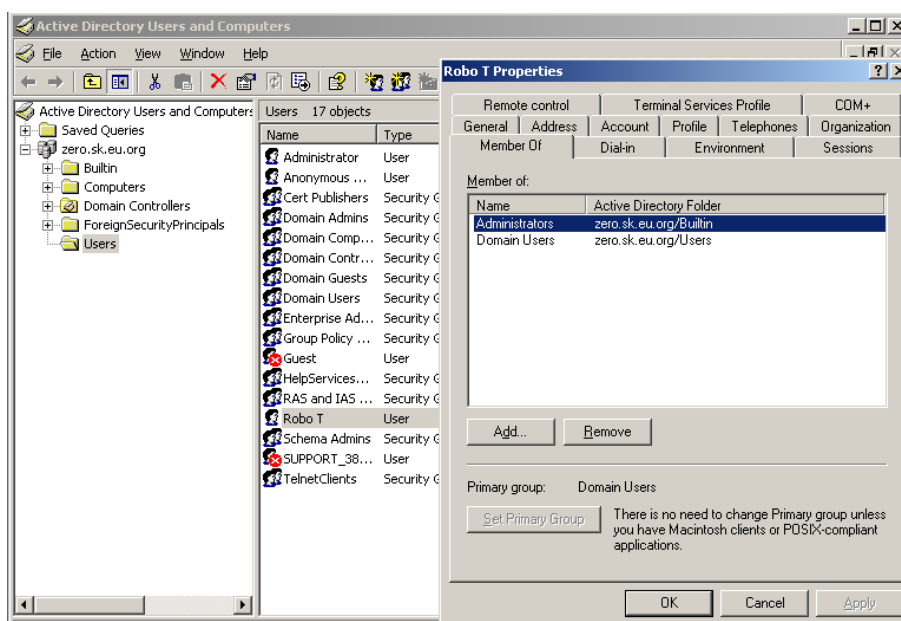 Active Directory Users and Computers
File Action View Window Help
Active Directory Users and Computers
Saved Queries
zero.sk.eu.org
Builtin
Computers
Domain Controllers
ForeignSecurityPrincipals
Users
Users 17 objects
Name Type
Administrator User
Anonymous ... User
Cert Publishers Security G
Domain Admins Security G
Domain Comp... Security G
Domain Contr... Security G
Domain Guests Security G
Domain Users Security G
Enterprise Ad... Security G
Group Policy ... Security G
Guest User
HelpServices... Security G
RAS and IAS ... Security G
Robo T User
Schema Admins Security G
SUPPORT_38... User
TelnetClients Security G
Robo T Properties
Remote control Terminal Services Profile COM+
General Address Account Profile Telephones Organization
Member Of Dial-in Environment Sessions
Member of:
Name Active Directory Folder
Administrators zero.sk.eu.org/Builtin
Domain Users zero.sk.eu.org/Users
Add... Remove
Primary group: Domain Users
Set Primary Group
There is no need to change Primary group unless
you have Macintosh clients or POSIX-compliant
applications.
OK Cancel Apply